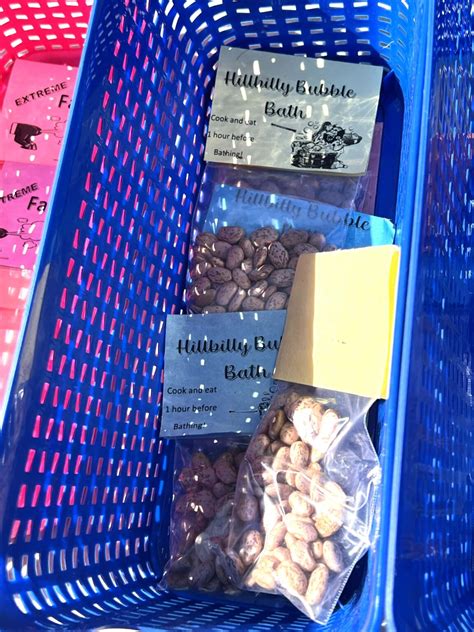 EXTREME
Fa
EXTREME
Fa
Hillbilly Bubble
Bath
Cook and eat
1 hour before
Bathing!
Hillbilly Bubble
Hillbilly Bu
Bath
Cook and eat
1 hour before
Bathing!